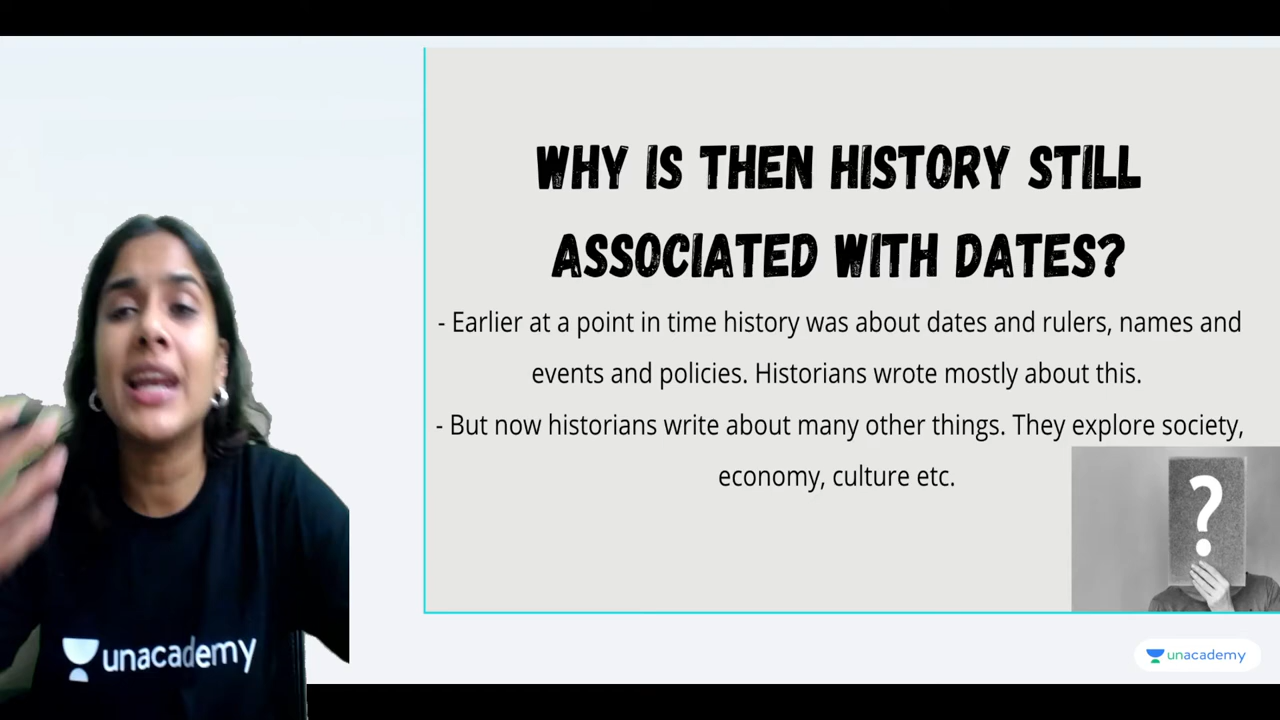 WHY IS THEN HISTORY STILL
ASSOCIATED WITH DATES?
- Earlier at a point in time history was about dates and rulers, names and
events and policies. Historians wrote mostly about this.
- But now historians write about many other things. They explore society,
economy, culture etc.
?
unacademy
unacademy